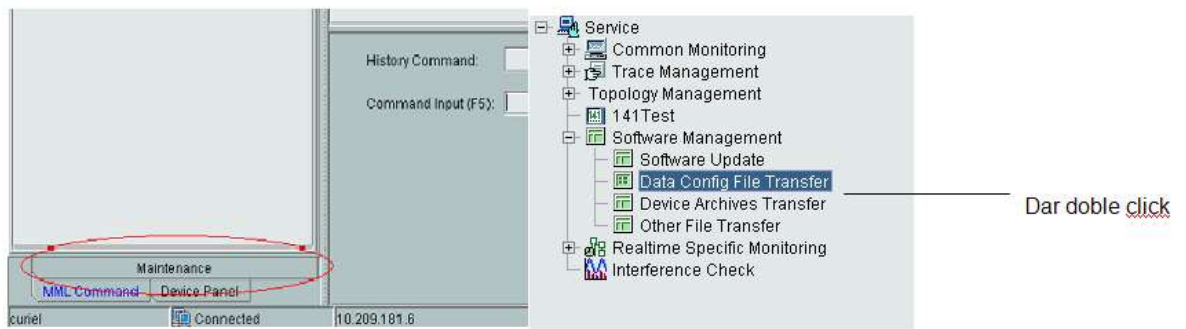 History Command:
Command Input (F5):
Maintenance
MML Command
Device Panel
curiel
Connected
10.209.181.6
Service
Common Monitoring
Trace Management
Topology Management
141Test
Software Management
Software Update
Data Config File Transfer
Device Archives Transfer
Other File Transfer
Realtime Specific Monitoring
Interference Check
Dar doble click